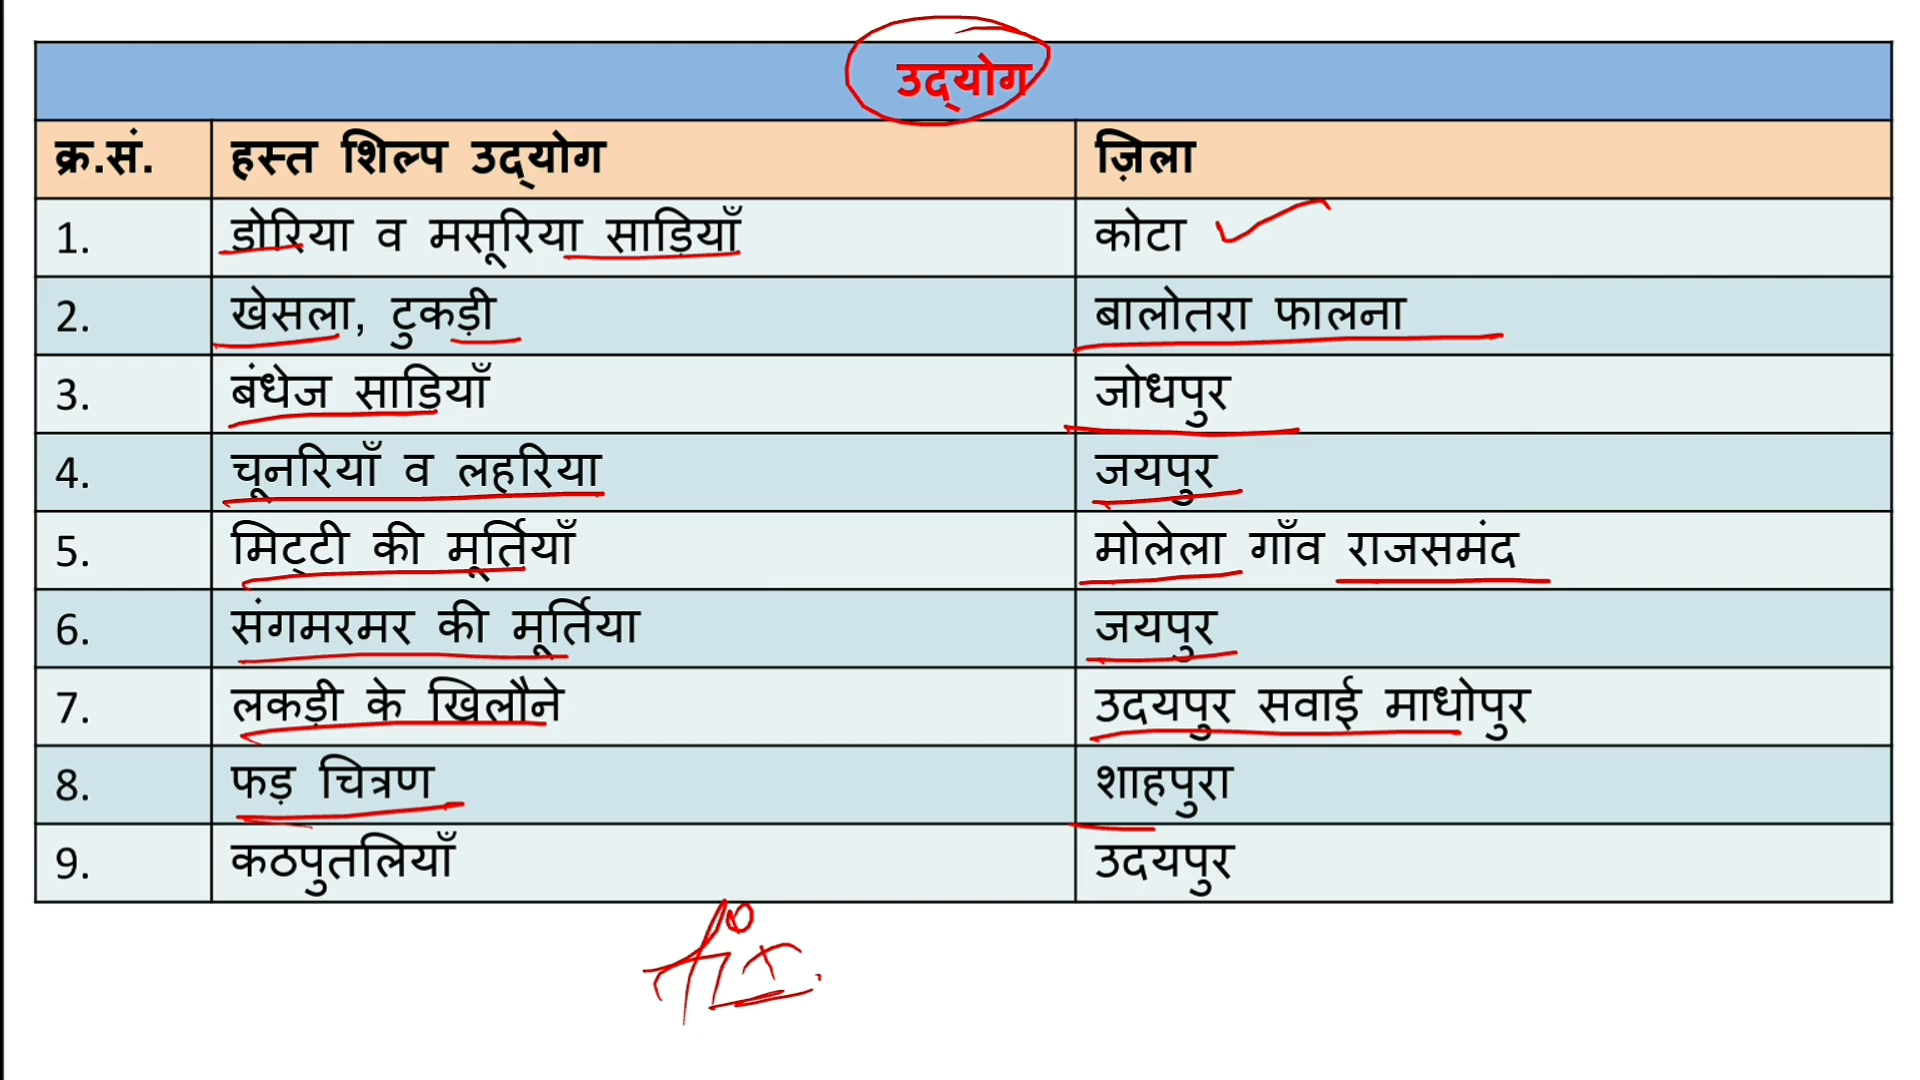 उद्योग
क्र.सं. हस्त शिल्प उद्योग ज़िला
1. डोरिया व मसूरिया साड़ियाँ कोटा
2. खेसला, टुकड़ी बालोतरा फालना
3. बंधेज साड़ियाँ जोधपुर
4. चूनरियाँ व लहरिया जयपुर
5. मिट्टी की मूर्तियाँ मोलेला गाँव राजसमंद
6. संगमरमर की मूर्तिया जयपुर
7. लकड़ी के खिलौने उदयपुर सवाई माधोपुर
8. फड़ चित्रण शाहपुरा
9. कठपुतलियाँ उदयपुर